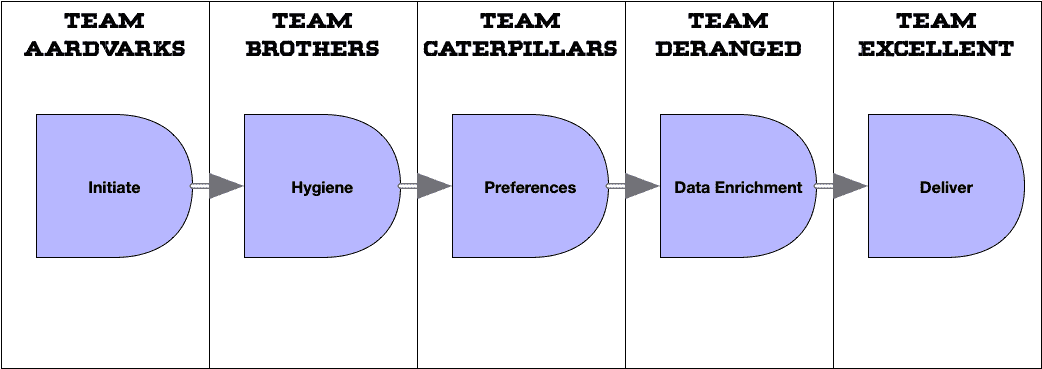 TEAM
AARDVARKS
TEAM
BROTHERS
TEAM
CATERPILLARS
TEAM
DERANGED
TEAM
EXCELLENT
Initiate
Hygiene
Preferences
Data Enrichment
Deliver